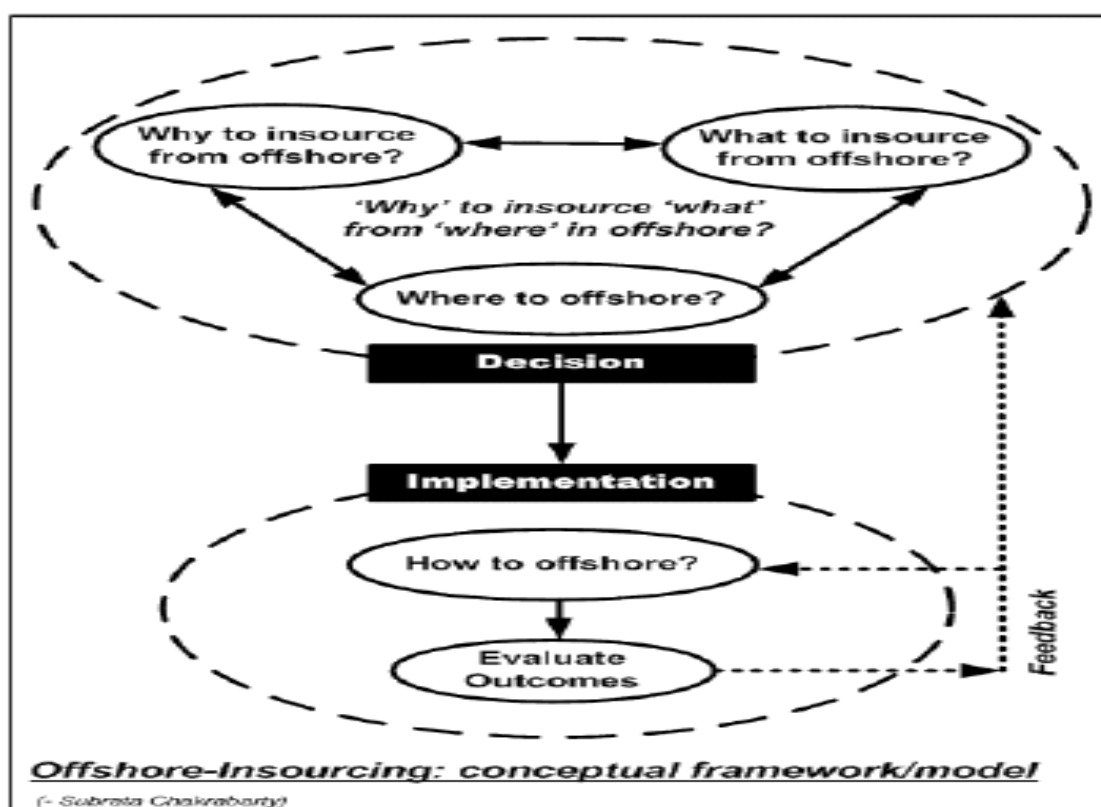 Why to insource
from offshore?
What to insource
from offshore?
‘Why’ to insource ‘what’
from ‘where’ in offshore?
Where to offshore?
Decision
Implementation
How to offshore?
Evaluate
Outcomes
Feedback
Offshore-Insourcing: conceptual framework/model
(- Subrata Chakrabarty)